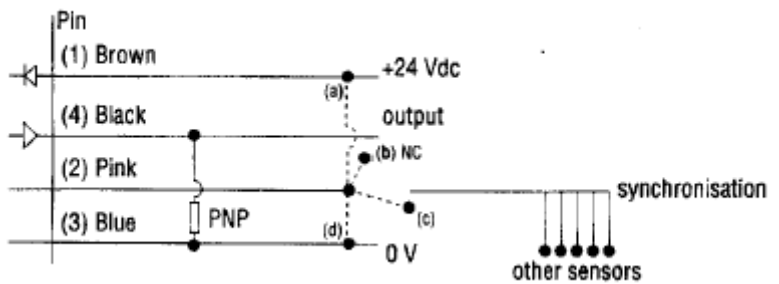 Pin
(1) Brown
+24 Vdc
(a)
(4) Black
output
(b) NC
(2) Pink
synchronisation
(c)
PNP
(3) Blue
(d)
0 V
other sensors